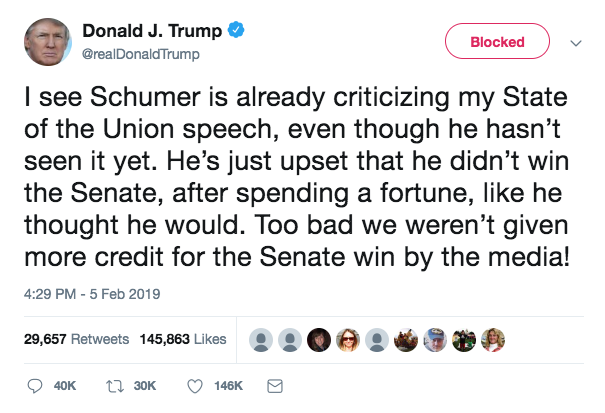 Donald J. Trump
@realDonaldTrump
Blocked
I see Schumer is already criticizing my State
of the Union speech, even though he hasn’t
seen it yet. He’s just upset that he didn’t win
the Senate, after spending a fortune, like he
thought he would. Too bad we weren’t given
more credit for the Senate win by the media!
4:29 PM - 5 Feb 2019
29,657 Retweets 145,863 Likes
40K 30K 146K